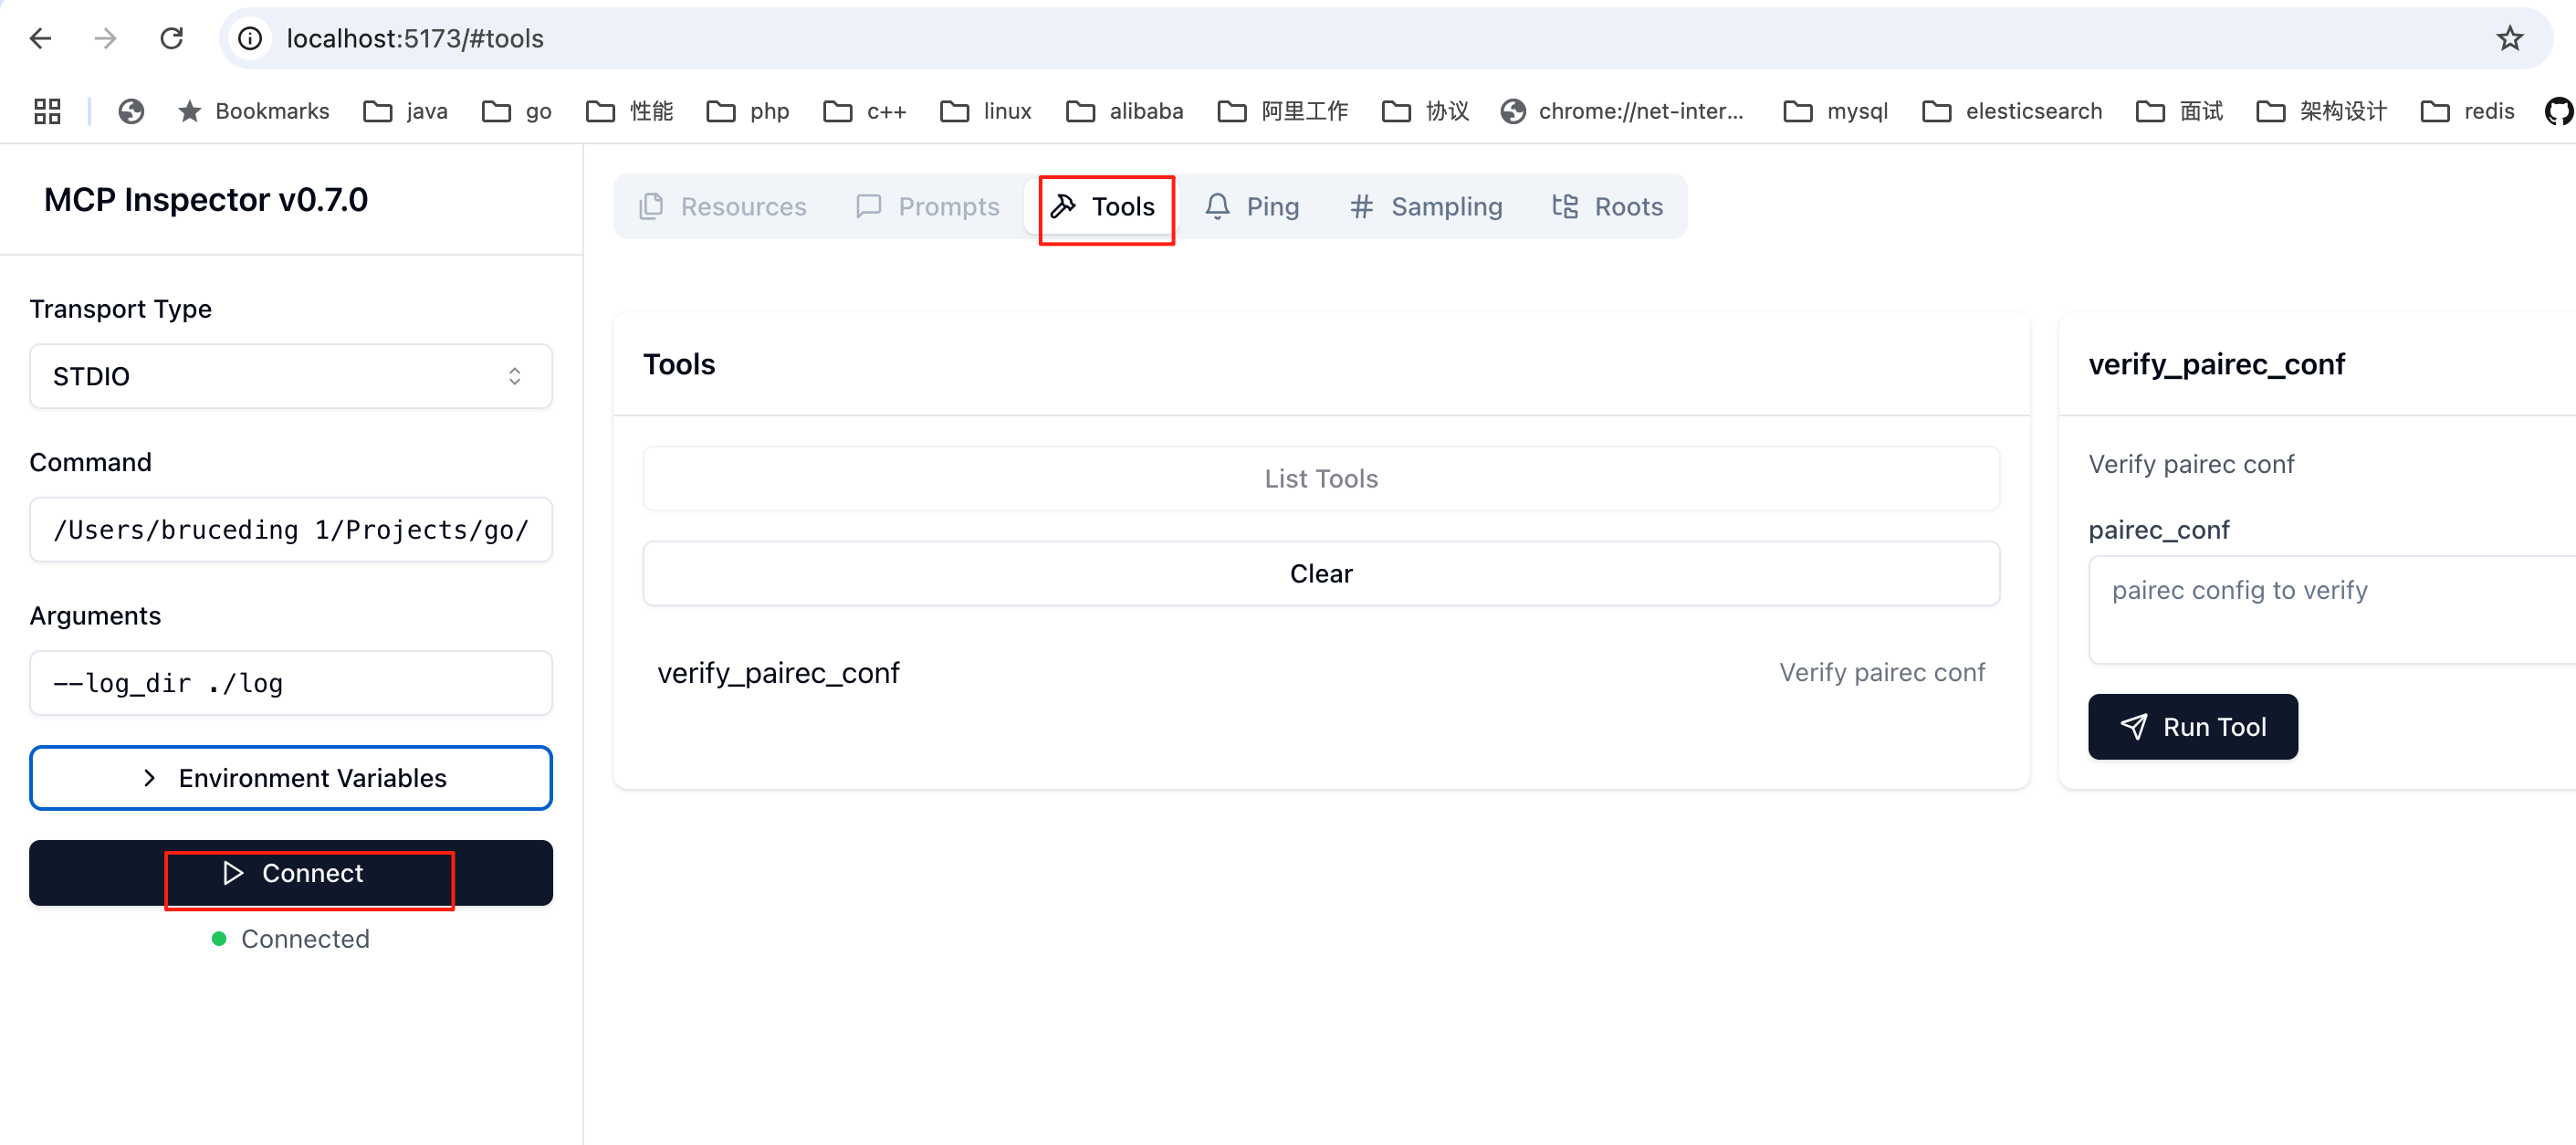 localhost:5173/#tools
Bookmarks java go 性能 php c++ linux alibaba 阿里工作 协议 chrome://net-inter... mysql elesticsearch 面试 架构设计 redis
MCP Inspector v0.7.0
Resources Prompts Tools Ping Sampling Roots
Transport Type
STDIO
Command
/Users/bruceding 1/Projects/go/
Arguments
--log_dir ./log
Environment Variables
Connect
Connected
Tools
List Tools
Clear
verify_pairec_conf Verify pairec conf
verify_pairec_conf
Verify pairec conf
pairec_conf
pairec config to verify
Run Tool